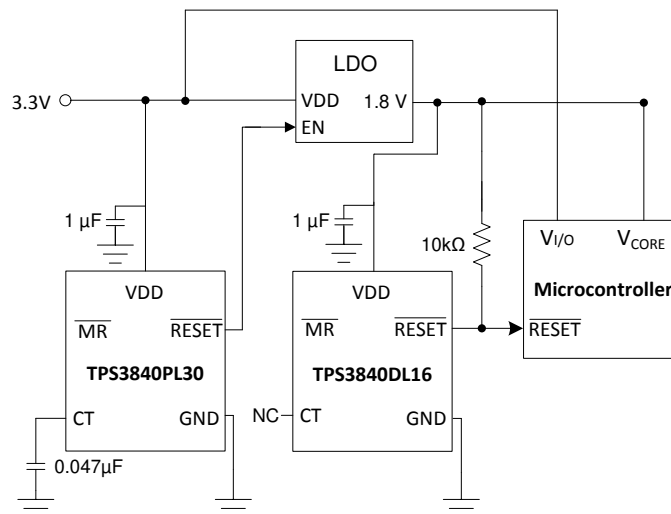 LDO
3.3V
VDD
1.8 V
EN
1 µF
1 µF
10kΩ
VI/O
VCORE
Microcontroller
RESET
VDD
MR
RESET
TPS3840PL30
CT
GND
0.047µF
VDD
MR
RESET
TPS3840DL16
NC
CT
GND